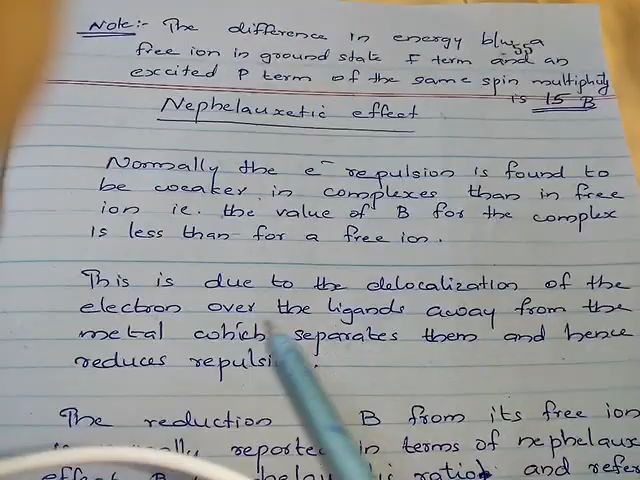 Note:- The difference in energy b/w a
free ion in ground state F term and an
excited P term of the same spin multiplicity
is 15 B
Nephelauxetic effect
Normally the e⁻ repulsion is found to
be weaker in complexes than in free
ion ie. the value of B for the complex
is less than for a free ion.
This is due to the delocalization of the
electron over the ligands away from the
metal which separates them and hence
reduces
The reduction B from its free ion
reported in terms of
and